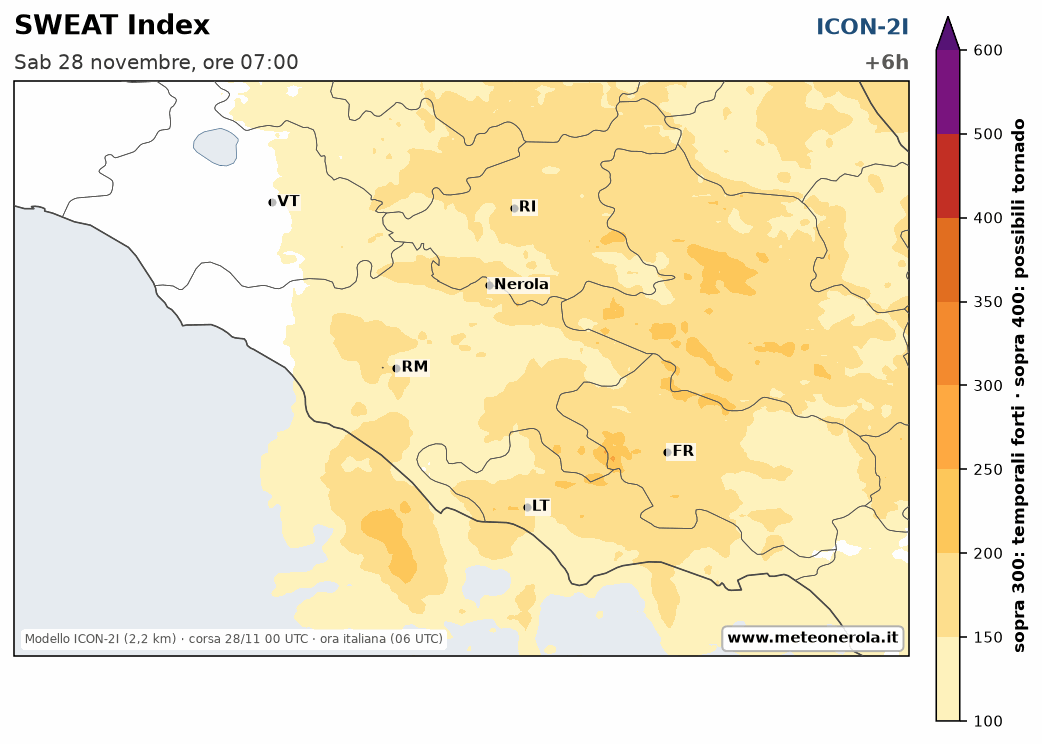 SWEAT Index
ICON-2I
Sab 28 novembre, ore 07:00
+6h
VT
RI
Nerola
RM
FR
LT
Modello ICON-2I (2,2 km) · corsa 28/11 00 UTC · ora italiana (06 UTC)
www.meteonerola.it
600
500
400
350
300
250
200
150
100
sopra 300: temporali forti · sopra 400: possibili tornado